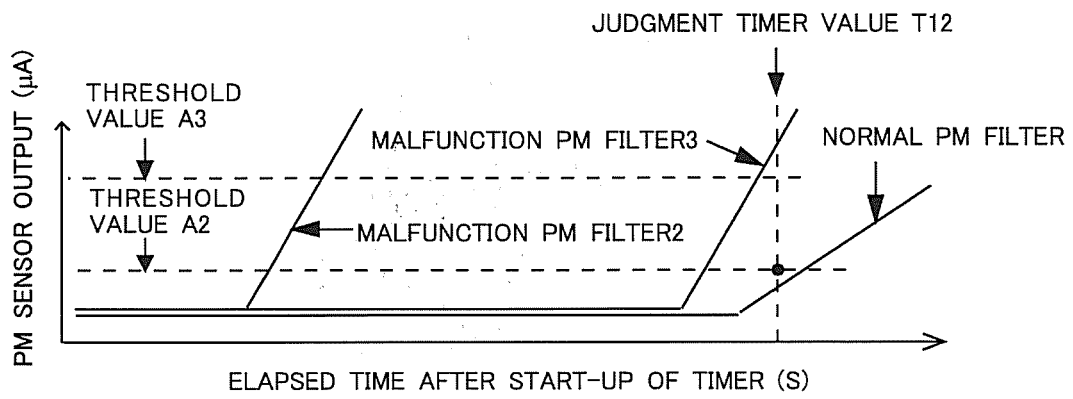 JUDGMENT TIMER VALUE T12
PM SENSOR OUTPUT (μA)
THRESHOLD
VALUE A3
MALFUNCTION PM FILTER3
NORMAL PM FILTER
THRESHOLD
VALUE A2
MALFUNCTION PM FILTER2
ELAPSED TIME AFTER START-UP OF TIMER (S)